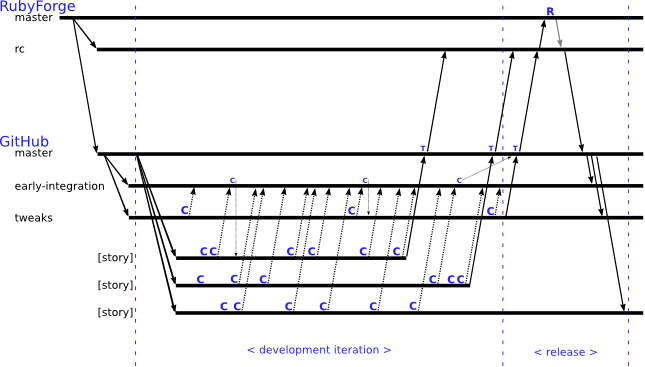 RubyForge
master R
rc
GitHub
master T T T
early-integration C C C
tweaks C C C
[story] C C C C C C
[story] C C C C C C
[story] C C C C C C
< development iteration > < release >